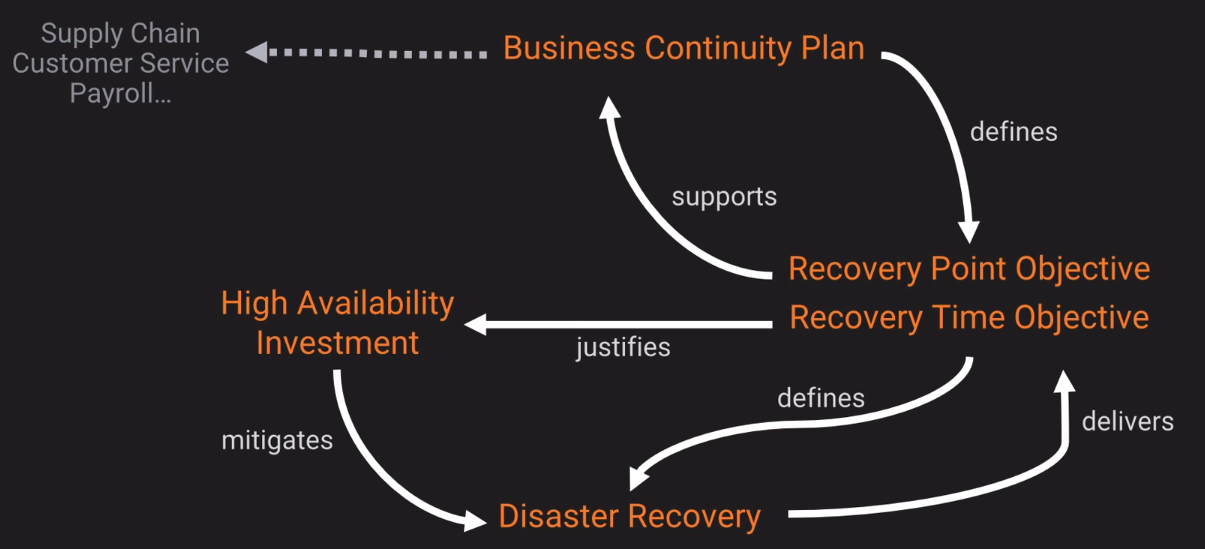 Supply Chain
Customer Service
Payroll...
Business Continuity Plan
defines
supports
Recovery Point Objective
Recovery Time Objective
High Availability
Investment
justifies
defines
delivers
mitigates
Disaster Recovery